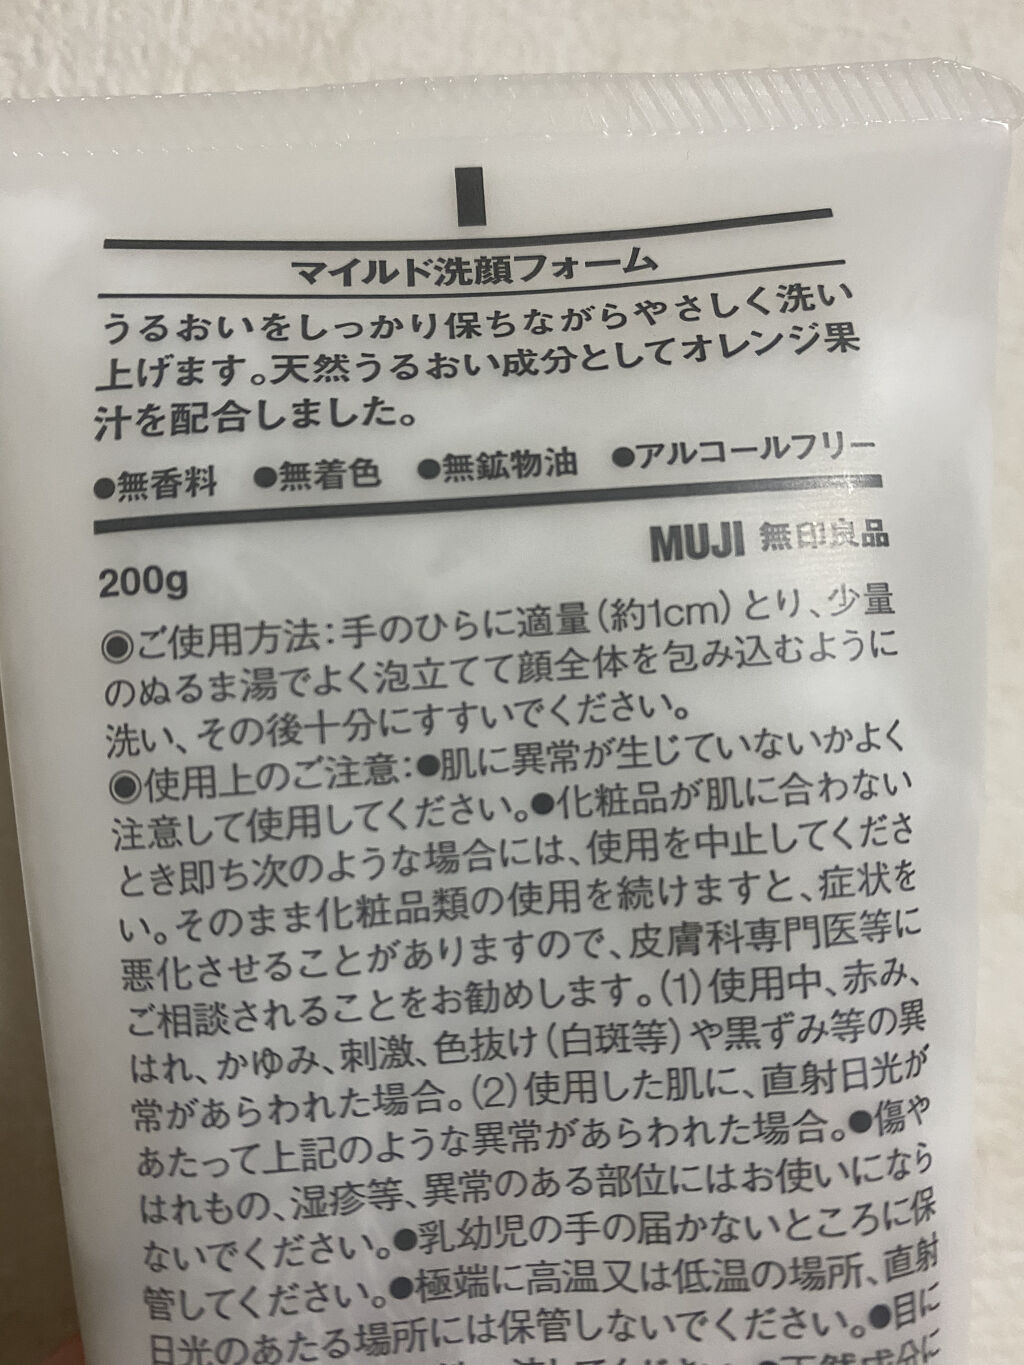 マイルド洗顔フォーム
うるおいをしっかり保ちながらやさしく洗い
上げます。天然うるおい成分としてオレンジ果
汁を配合しました。
●無香料 ●無着色 ●無鉱物油 ●アルコールフリー
MUJI 無印良品
200g
◉ご使用方法：手のひらに適量（約1cm）とり、少量
のぬるま湯でよく泡立てて顔全体を包み込むように
洗い、その後十分にすすいでください。
◉使用上のご注意：●肌に異常が生じていないかよく
注意して使用してください。●化粧品が肌に合わない
とき即ち次のような場合には、使用を中止してくださ
い。そのまま化粧品類の使用を続けますと、症状を
悪化させることがありますので、皮膚科専門医等に
ご相談されることをお勧めします。（1）使用中、赤み、
はれ、かゆみ、刺激、色抜け（白斑等）や黒ずみ等の異
常があらわれた場合。（2）使用した肌に、直射日光が
あたって上記のような異常があらわれた場合。●傷や
はれもの、湿疹等、異常のある部位にはお使いになら
ないでください。●乳幼児の手の届かないところに保
管してください。●極端に高温又は低温の場所、直射
日光のあたる場所には保管しないでください。●目に
●天然成分に